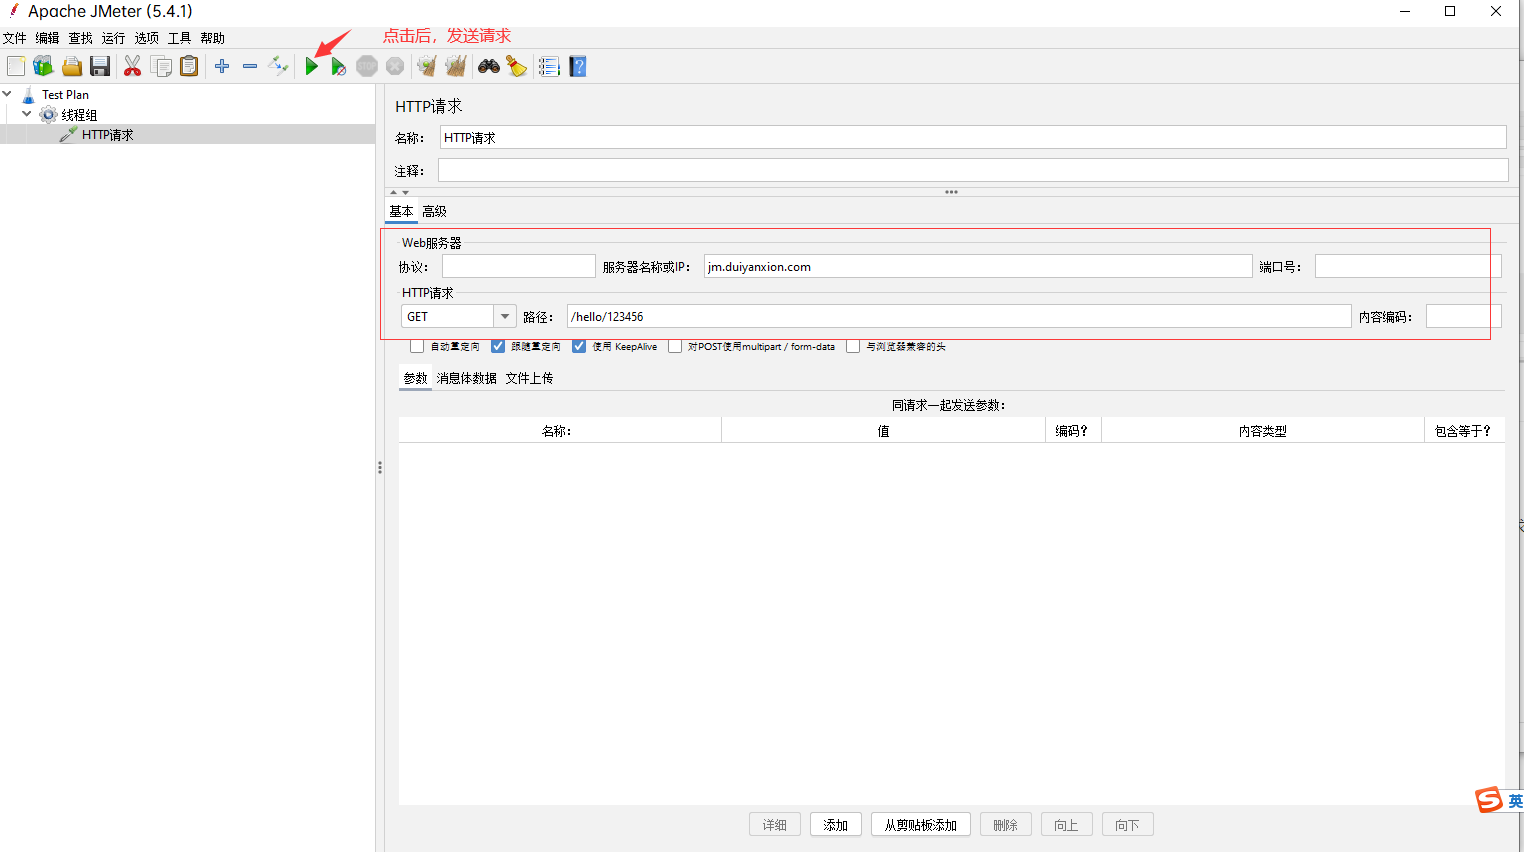 Apache JMeter (5.4.1)
文件 编辑 查找 运行 选项 工具 帮助
点击后，发送请求
STOP
Test Plan
线程组
HTTP请求
HTTP请求
名称： HTTP请求
注释：
基本 高级
Web服务器
协议： 服务器名称或IP： jm.duiyanxion.com 端口号：
HTTP请求
GET 路径： /hello/123456 内容编码：
自动重定向 跟随重定向 使用 KeepAlive 对POST使用multipart / form-data 与浏览器兼容的头
参数 消息体数据 文件上传
同请求一起发送参数：
名称： 值 编码？ 内容类型 包含等于？
详细 添加 从剪贴板添加 删除 向上 向下
英